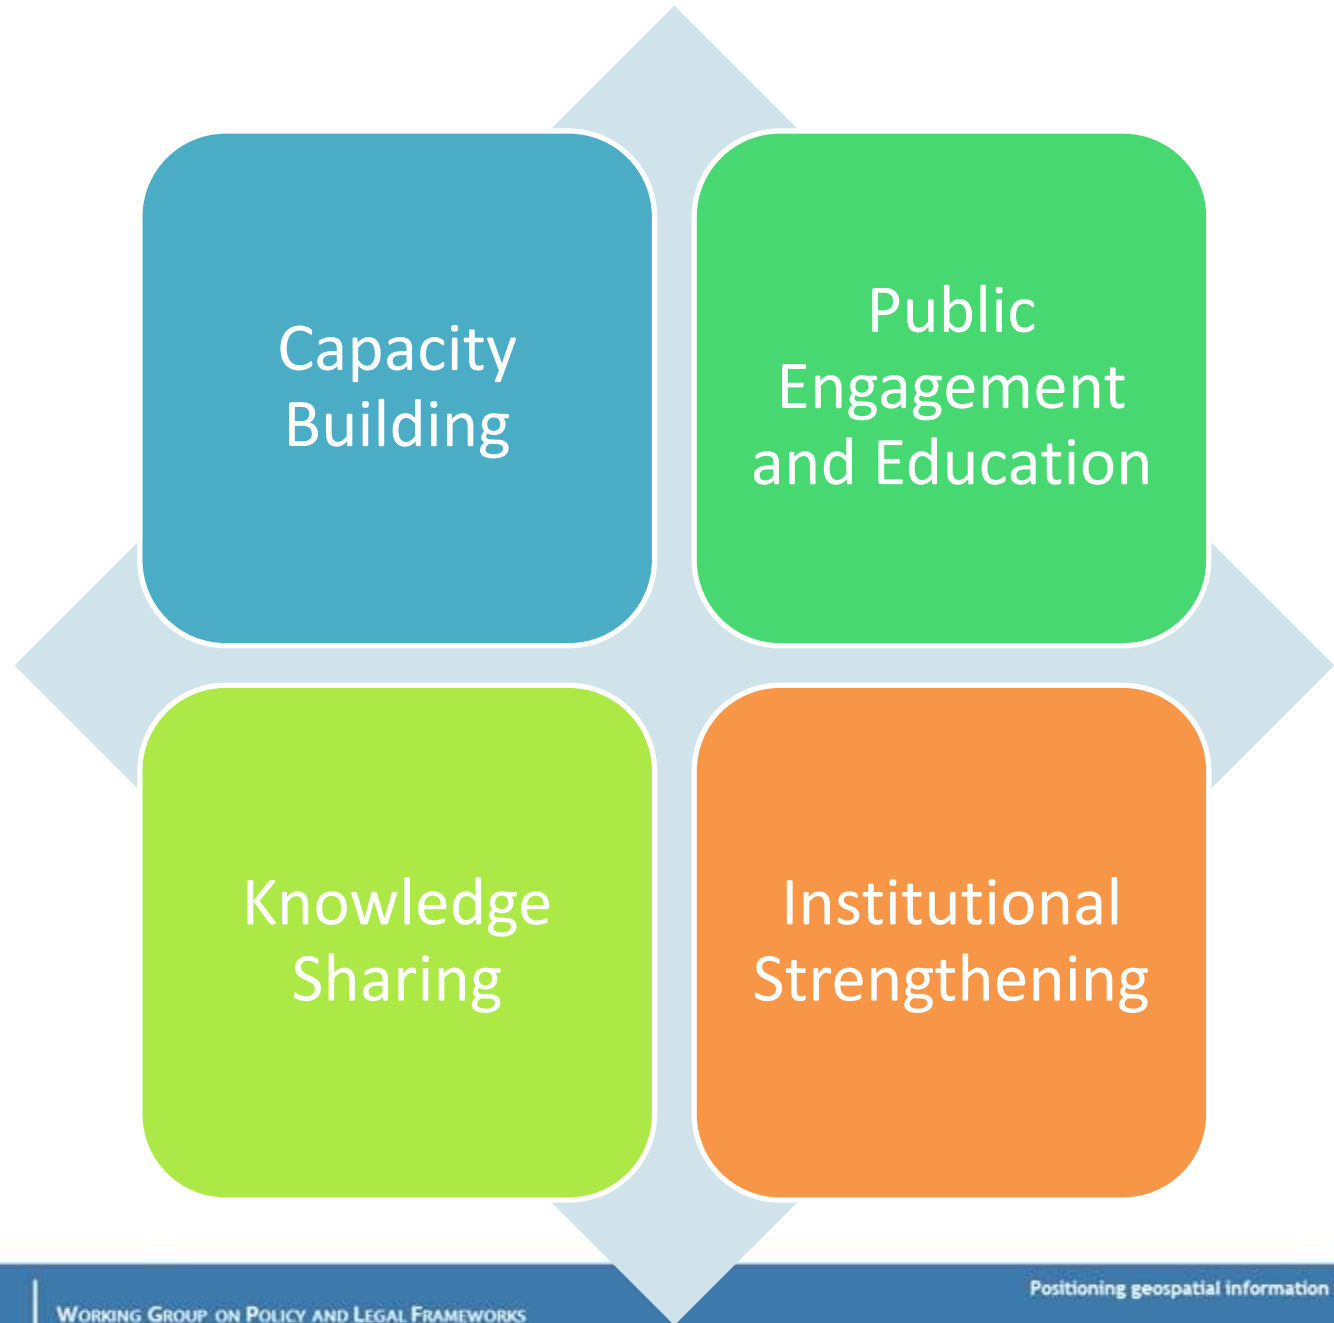 Capacity
Building
Public
Engagement
and Education
Knowledge
Sharing
Institutional
Strengthening
Positioning geospatial information
WORKING GROUP ON POLICY AND LEGAL FRAMEWORKS